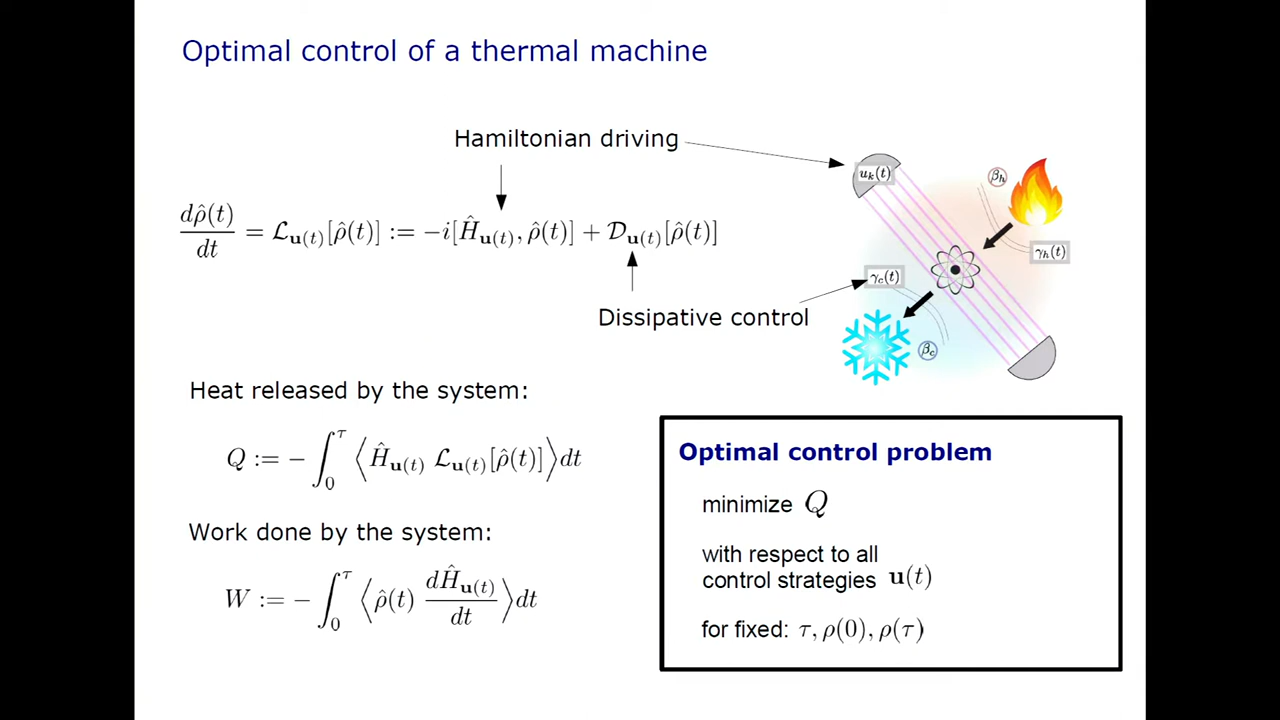 Optimal control of a thermal machine
Hamiltonian driving
u_k(t)
β_h
dρ̂(t)/dt = ℒ_𝐮(t)[ρ̂(t)] := −i[Ĥ_𝐮(t), ρ̂(t)] + 𝒟_𝐮(t)[ρ̂(t)]
γ_h(t)
γ_c(t)
Dissipative control
β_c
Heat released by the system:
Q := − ∫_0^τ ⟨Ĥ_𝐮(t) ℒ_𝐮(t)[ρ̂(t)]⟩dt
Work done by the system:
W := − ∫_0^τ ⟨ρ̂(t) dĤ_𝐮(t)/dt⟩dt
Optimal control problem
minimize Q
with respect to all
control strategies 𝐮(t)
for fixed: τ, ρ(0), ρ(τ)